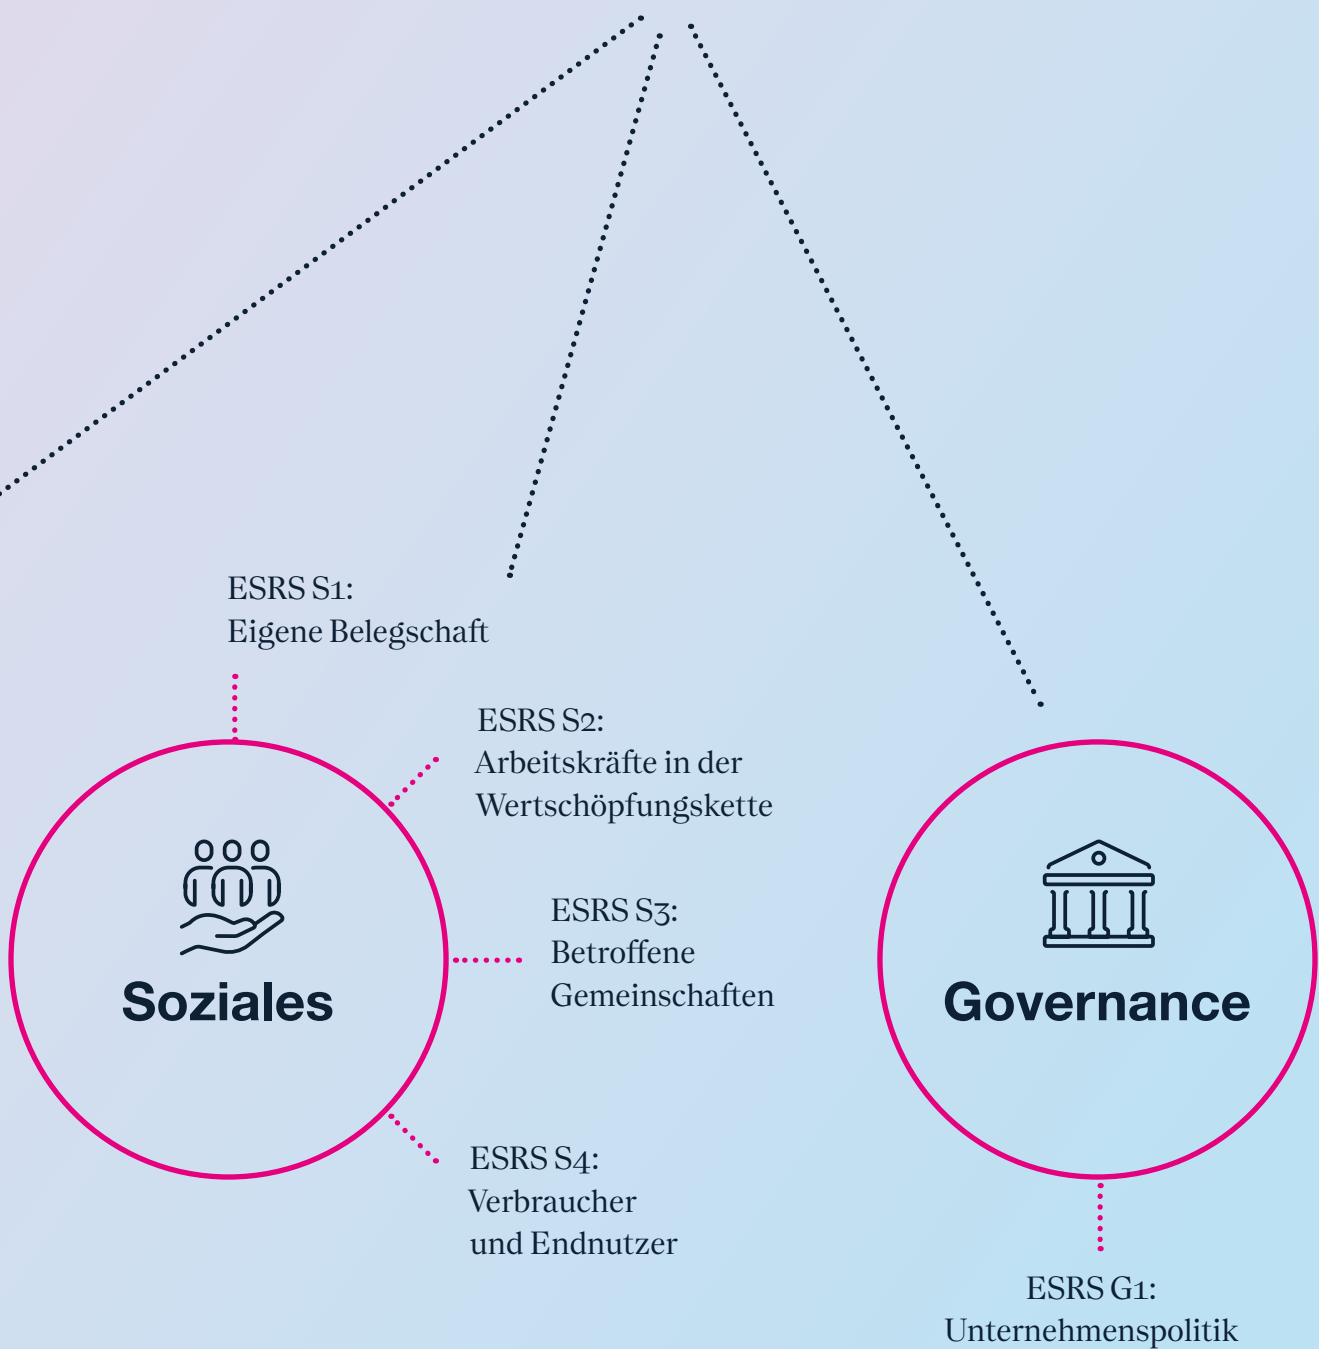 ESRS S1:
Eigene Belegschaft
ESRS S2:
Arbeitskräfte in der
Wertschöpfungskette
ESRS S3:
Betroffene
Gemeinschaften
ESRS S4:
Verbraucher
und Endnutzer
Soziales
Governance
ESRS G1:
Unternehmenspolitik